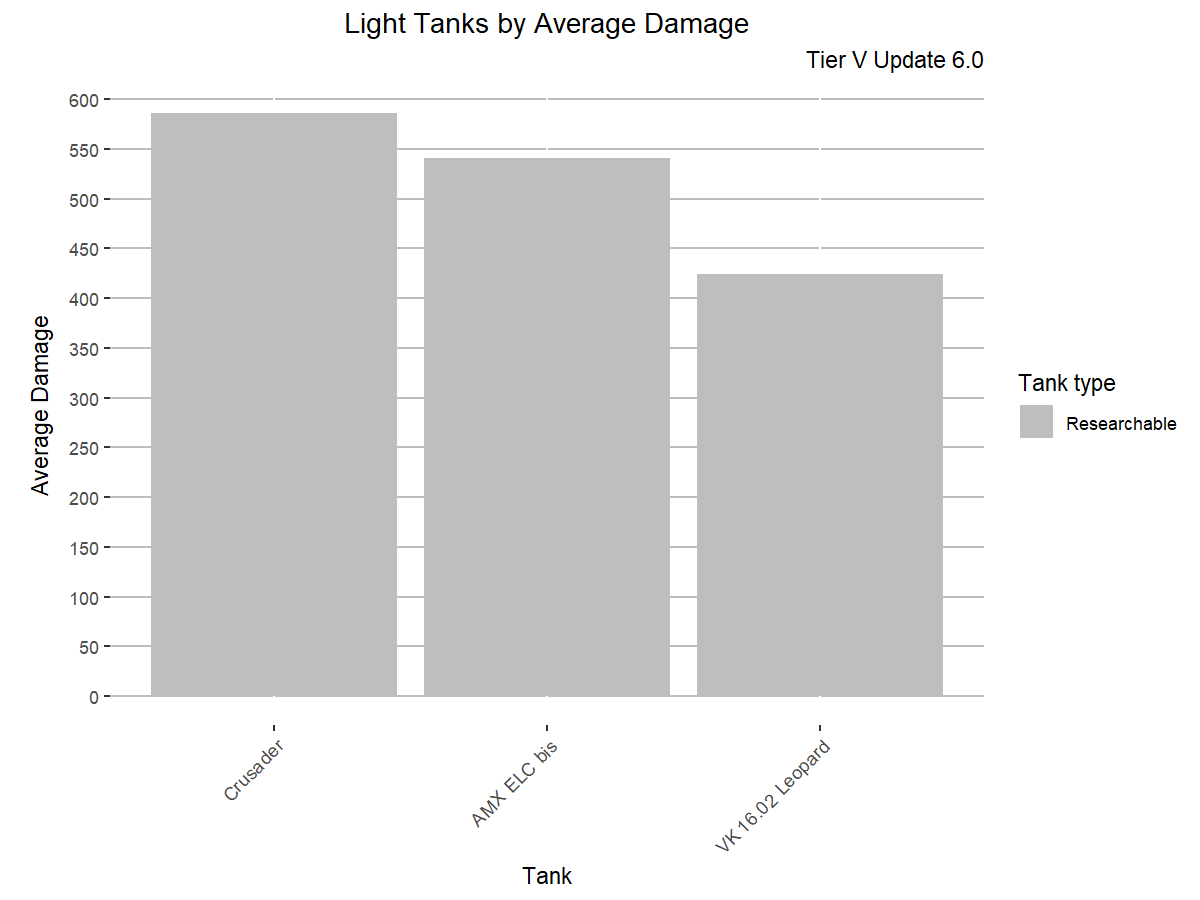 Light Tanks by Average Damage
Tier V Update 6.0
Average Damage
600
550
500
450
400
350
300
250
200
150
100
50
0
Crusader
AMX ELC bis
VK 16.02 Leopard
Tank
Tank type
Researchable